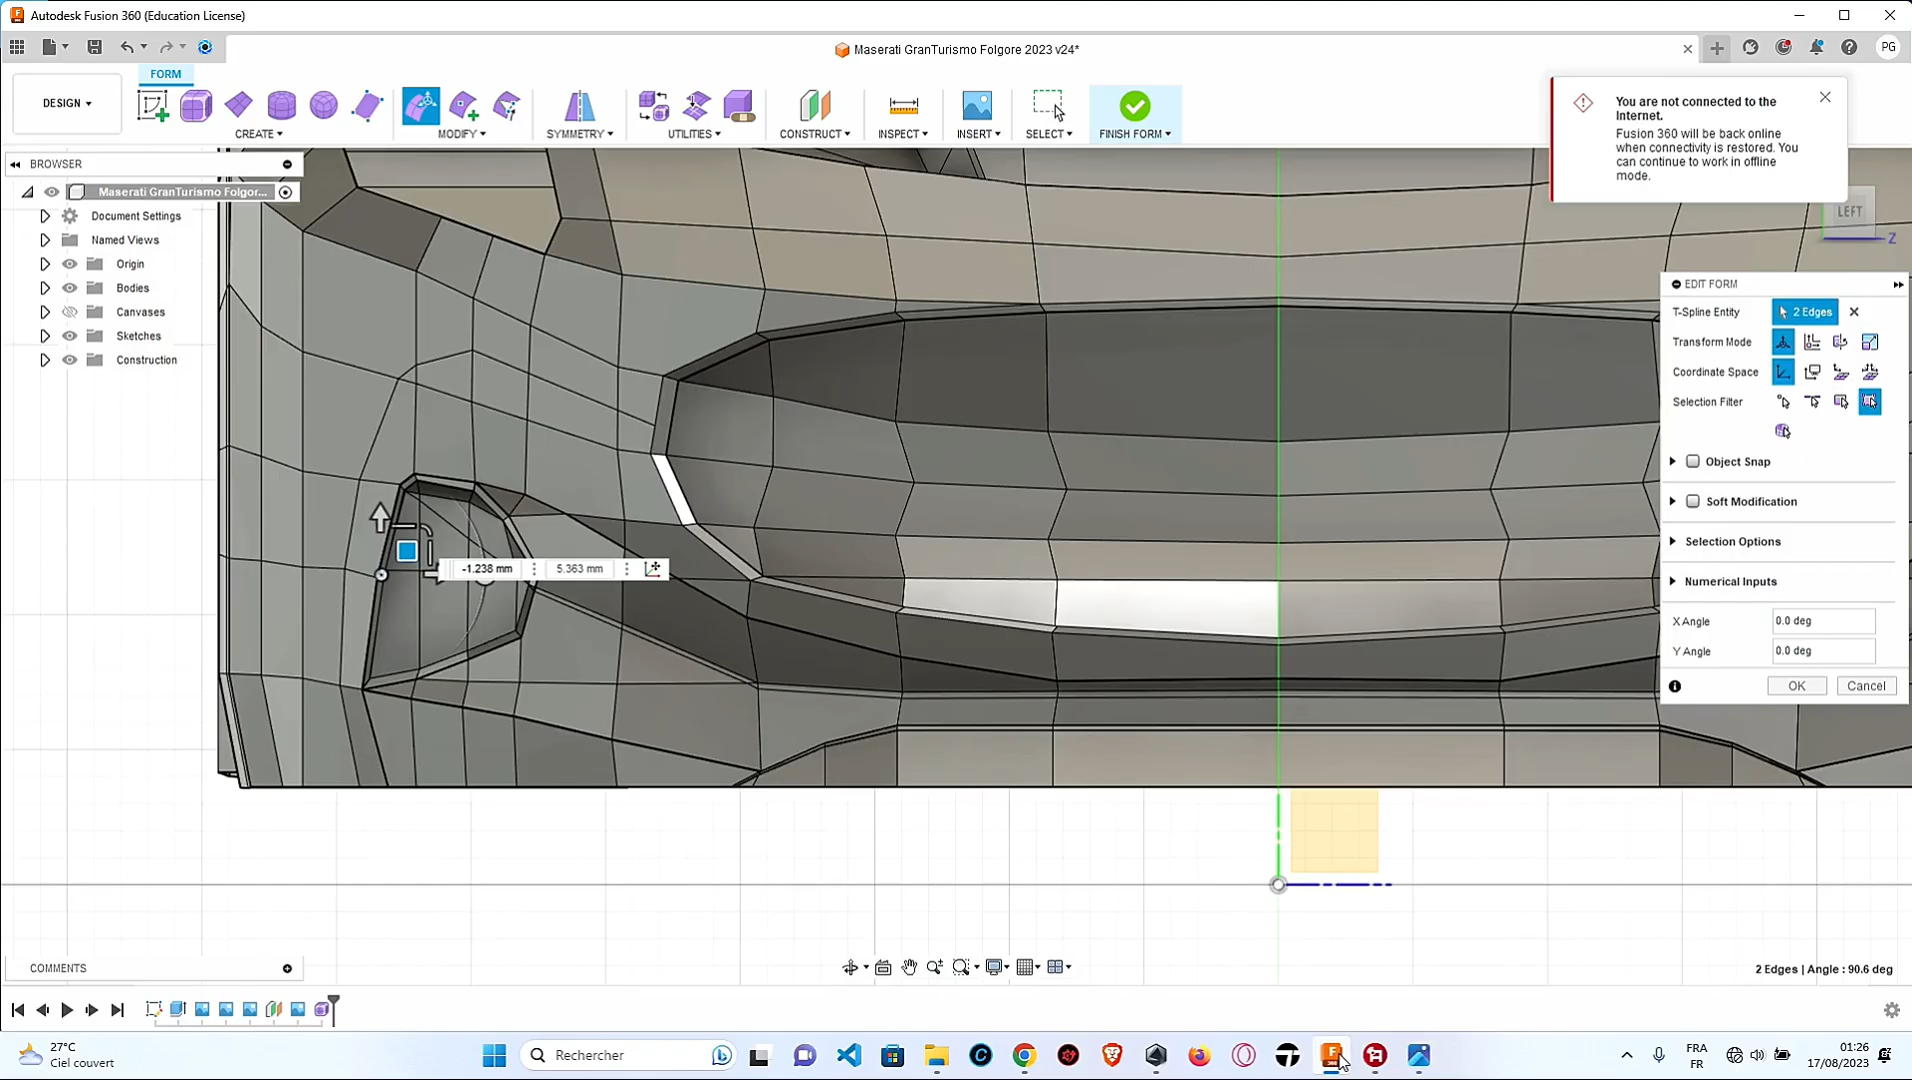 Autodesk Fusion 360 (Education License)
Maserati GranTurismo Folgore 2023 v24*
PG
FORM
DESIGN
CREATE
MODIFY
SYMMETRY
UTILITIES
CONSTRUCT
INSPECT
INSERT
SELECT
FINISH FORM
You are not connected to the
Internet.
Fusion 360 will be back online
when connectivity is restored. You
can continue to work in offline
mode.
BROWSER
Maserati GranTurismo Folgor...
Document Settings
Named Views
Origin
Bodies
Canvases
Sketches
Construction
LEFT
Z
EDIT FORM
T-Spline Entity
2 Edges
Transform Mode
Coordinate Space
Selection Filter
Object Snap
Soft Modification
Selection Options
Numerical Inputs
X Angle
0.0 deg
Y Angle
0.0 deg
OK
Cancel
-1.238 mm
5.363 mm
COMMENTS
2 Edges | Angle : 90.6 deg
27°C
Ciel couvert
Rechercher
FRA
FR
01:26
17/08/2023